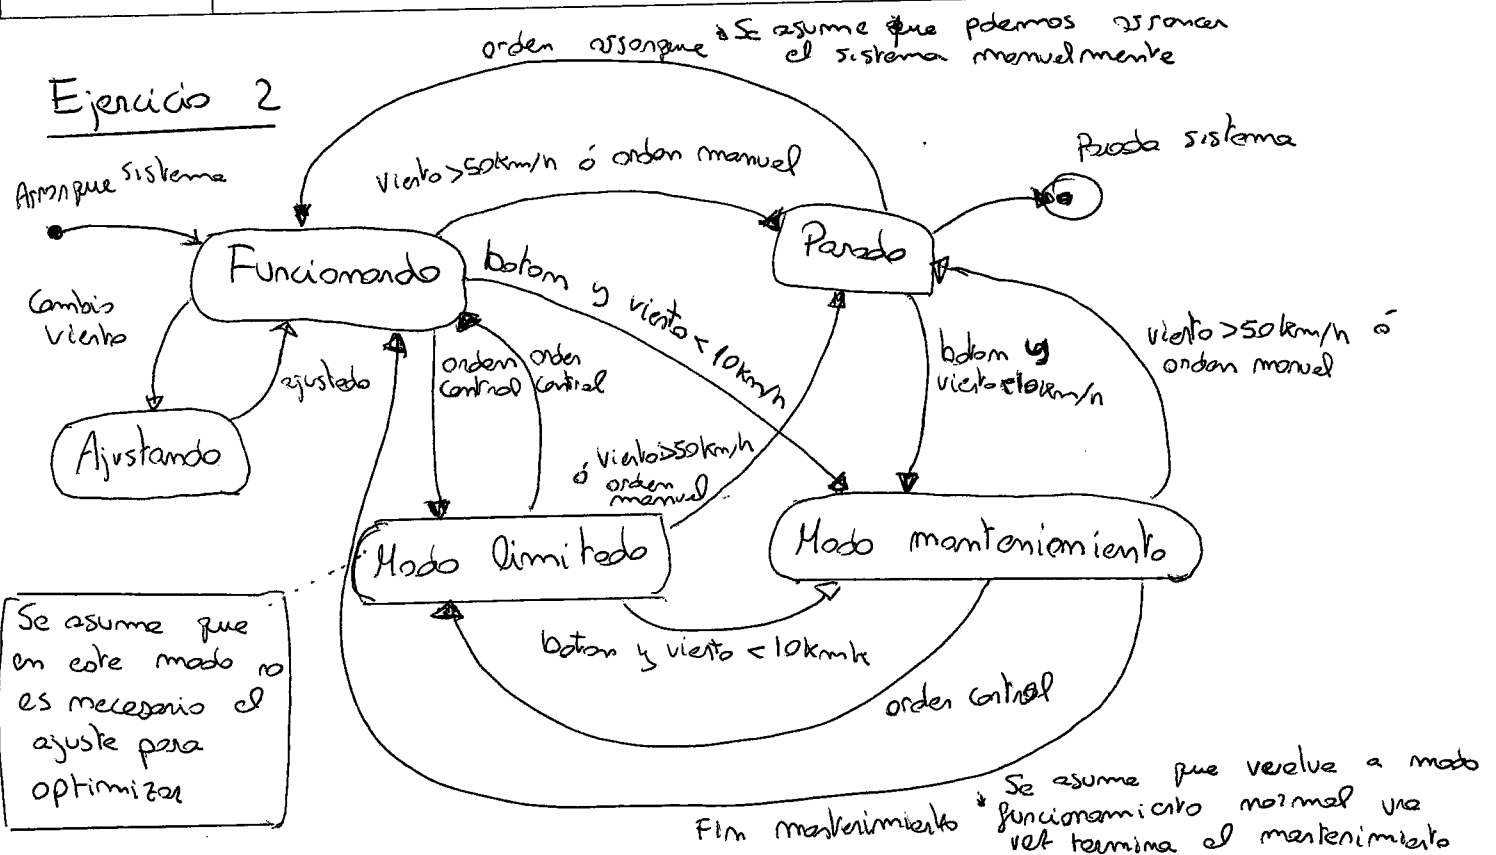 orden arranque * Se asume que podemos arrancar
el sistema manualmente
Ejercicio 2
Arranque sistema
viento > 50km/h ó orden manual
Parada sistema
Funcionando
Parado
boton y viento < 10km/h
Cambio
viento
ajustado
orden
control
orden
control
boton y
viento < 10km/h
viento > 50km/h ó
orden manual
Ajustando
viento > 50km/h
ó orden
manual
Modo limitado
Modo mantenimiento
Se asume que
en este modo no
es necesario el
ajuste para
optimizar
boton y viento < 10km/h
orden control
Fin mantenimiento
* Se asume que vuelve a modo
funcionamiento normal una
vez termina el mantenimiento